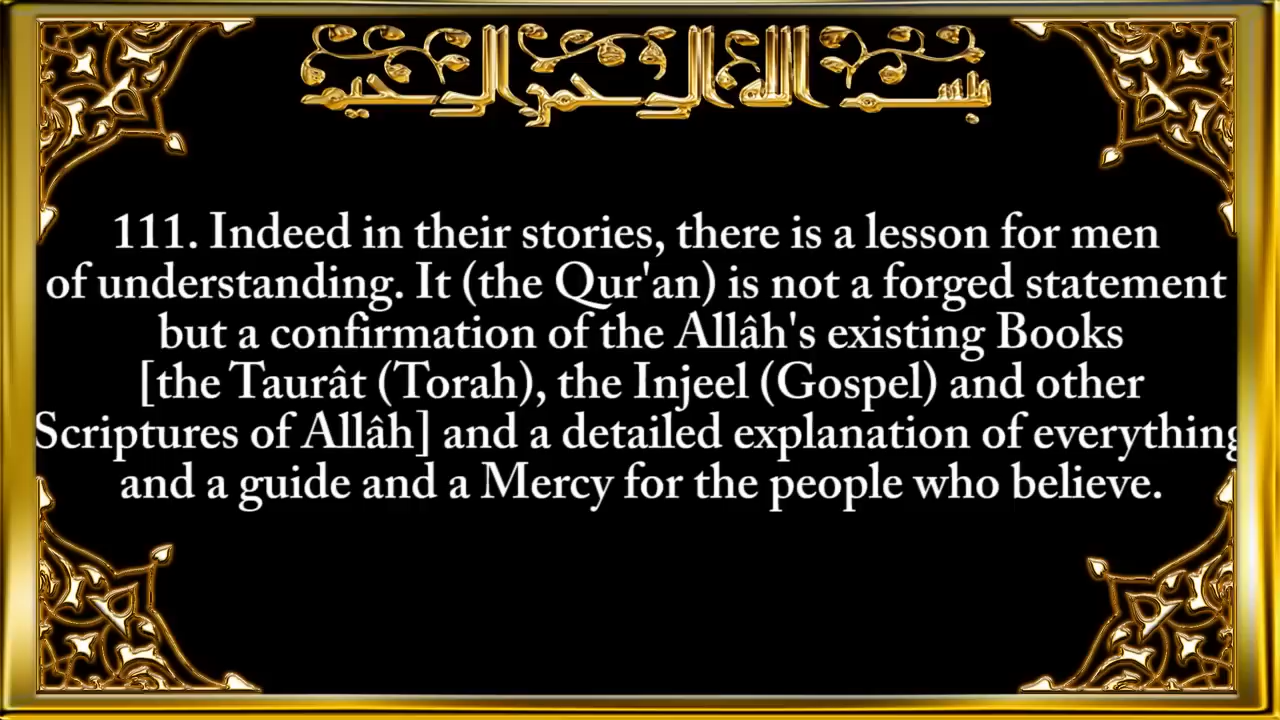 بسم الله الرحمن الرحيم
111. Indeed in their stories, there is a lesson for men
of understanding. It (the Qur'an) is not a forged statement
but a confirmation of the Allâh's existing Books
[the Taurât (Torah), the Injeel (Gospel) and other
Scriptures of Allâh] and a detailed explanation of everything
and a guide and a Mercy for the people who believe.